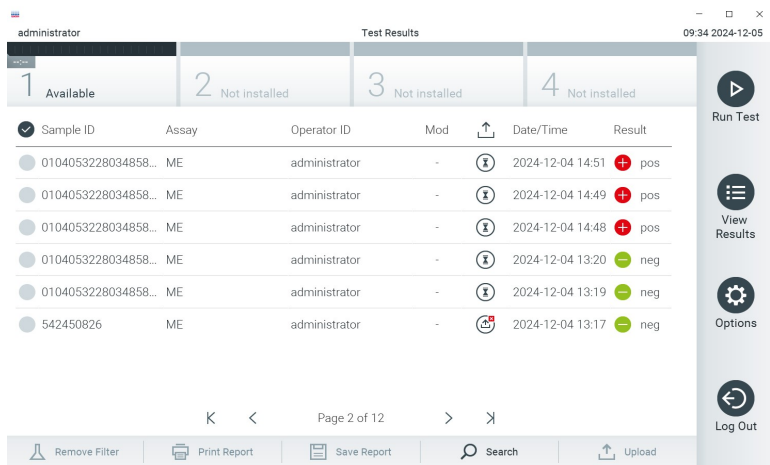 administrator Test Results 09:34 2024-12-05
--:--
1 Available 2 Not installed 3 Not installed 4 Not installed
Run Test
Sample ID Assay Operator ID Mod Date/Time Result
0104053228034858... ME administrator - 2024-12-04 14:51 pos
0104053228034858... ME administrator - 2024-12-04 14:49 pos
0104053228034858... ME administrator - 2024-12-04 14:48 pos
View
Results
0104053228034858... ME administrator - 2024-12-04 13:20 neg
0104053228034858... ME administrator - 2024-12-04 13:19 neg
542450826 ME administrator - 2024-12-04 13:17 neg
Options
Page 2 of 12
Log Out
Remove Filter Print Report Save Report Search Upload